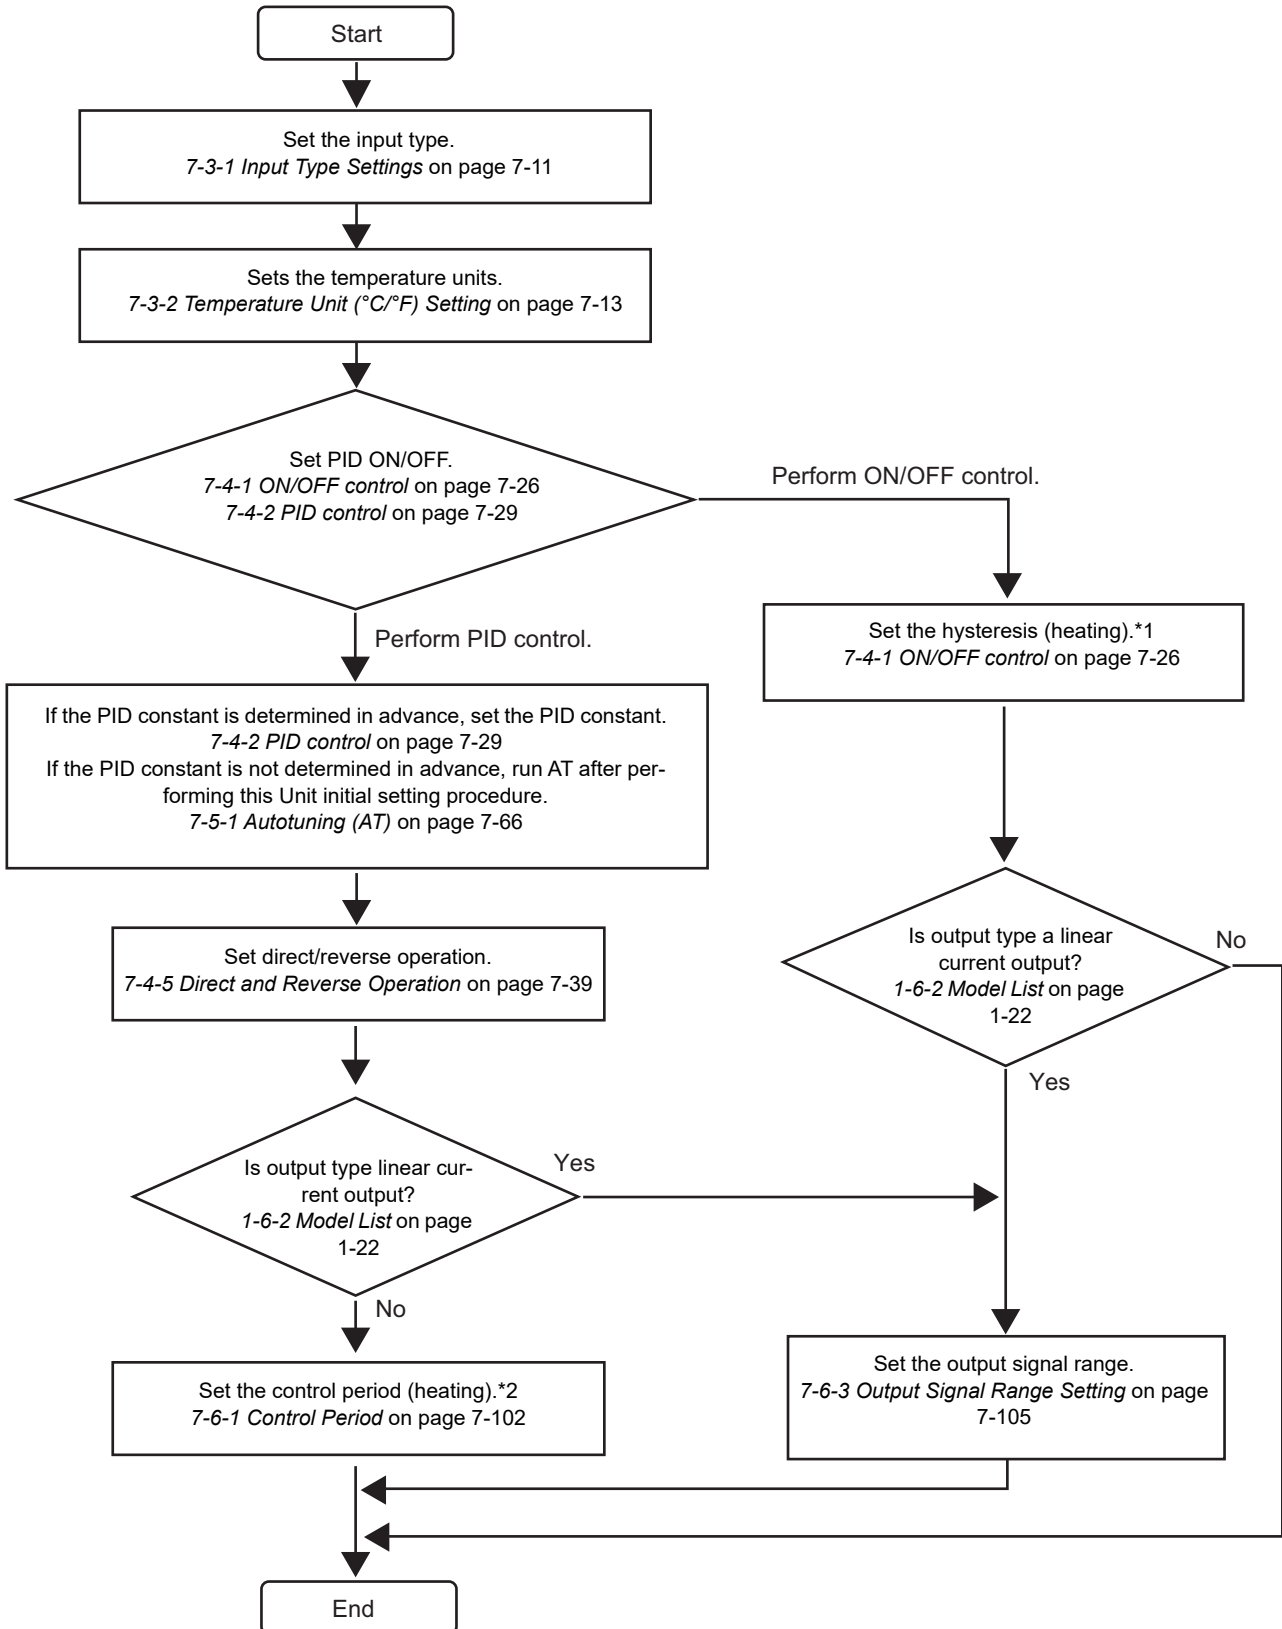 Start
Set the input type.
7-3-1 Input Type Settings on page 7-11
Sets the temperature units.
7-3-2 Temperature Unit (°C/°F) Setting on page 7-13
Set PID ON/OFF.
7-4-1 ON/OFF control on page 7-26
7-4-2 PID control on page 7-29
Perform ON/OFF control.
Set the hysteresis (heating).*1
7-4-1 ON/OFF control on page 7-26
Perform PID control.
If the PID constant is determined in advance, set the PID constant.
7-4-2 PID control on page 7-29
If the PID constant is not determined in advance, run AT after per-
forming this Unit initial setting procedure.
7-5-1 Autotuning (AT) on page 7-66
Set direct/reverse operation.
7-4-5 Direct and Reverse Operation on page 7-39
Is output type a linear
current output?
1-6-2 Model List on page
1-22
No
Yes
Is output type linear cur-
rent output?
1-6-2 Model List on page
1-22
Yes
No
Set the control period (heating).*2
7-6-1 Control Period on page 7-102
Set the output signal range.
7-6-3 Output Signal Range Setting on page
7-105
End